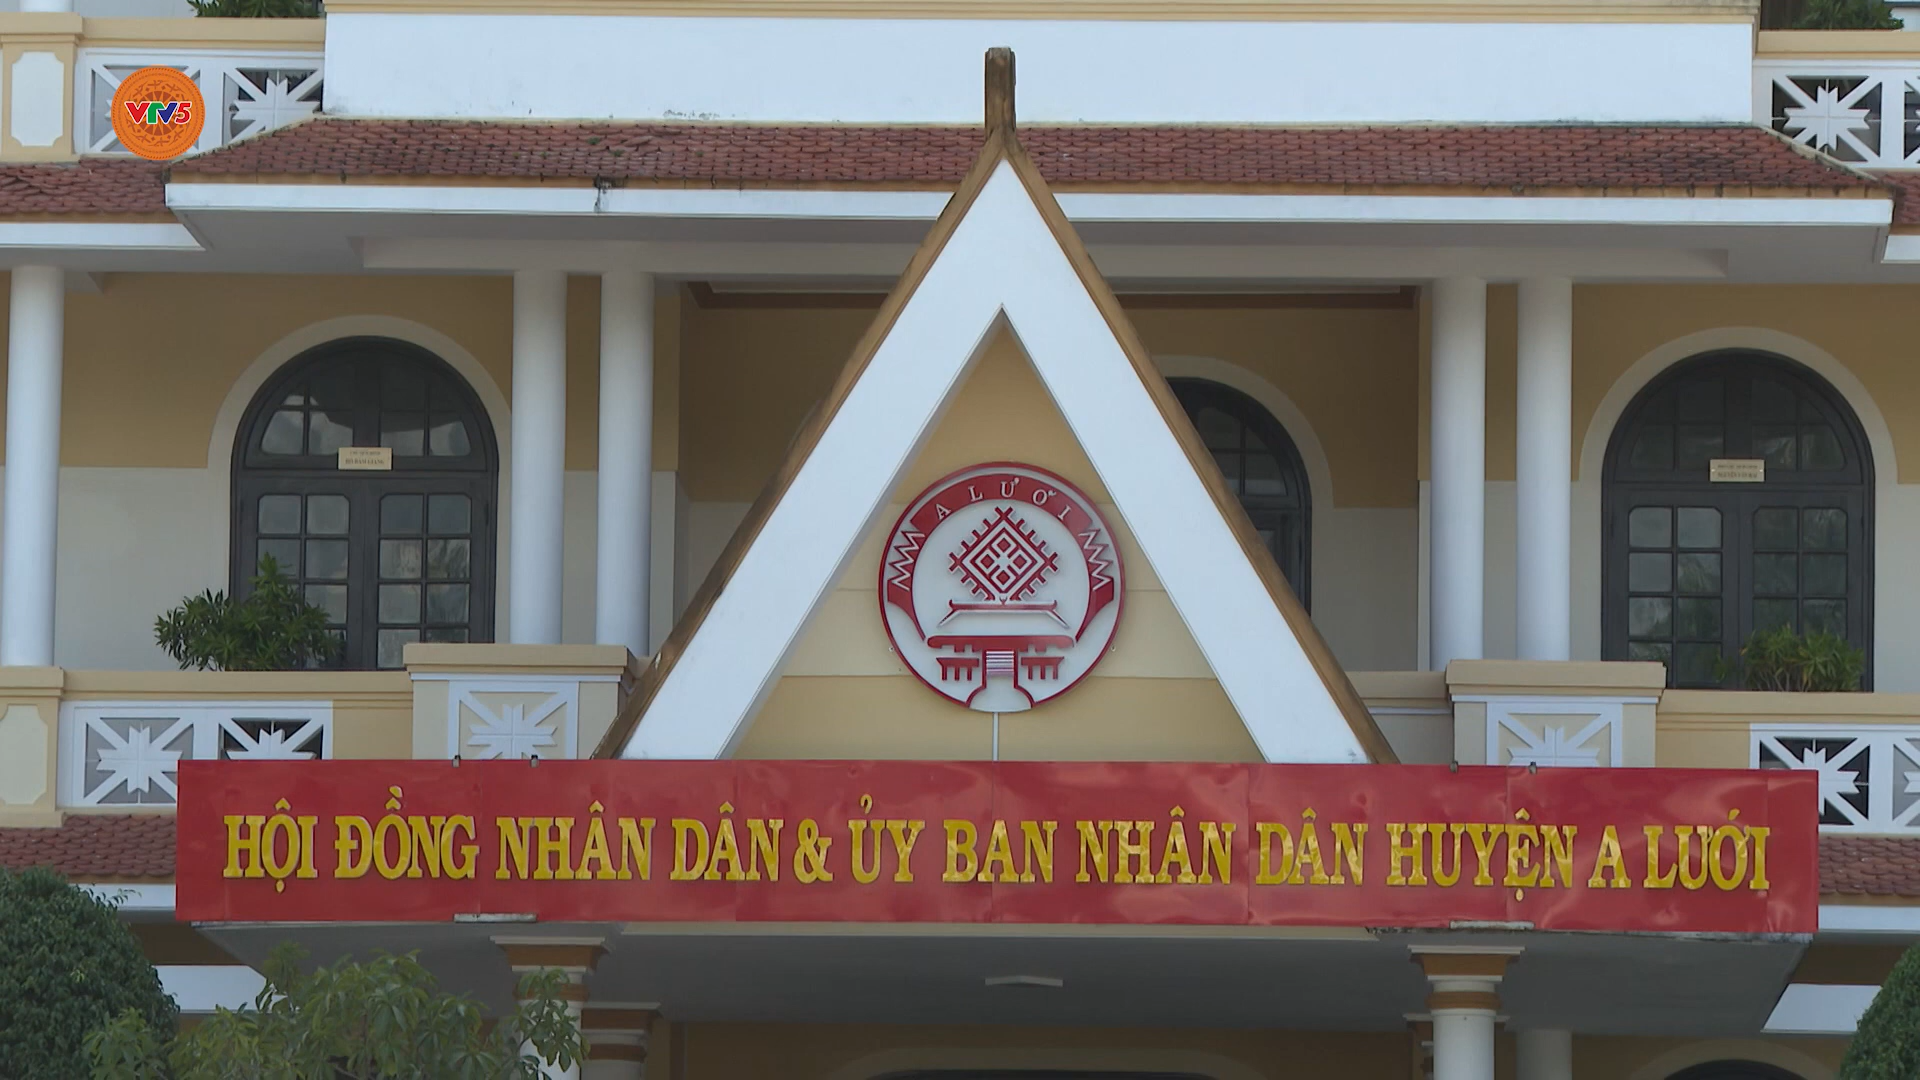 VTV5
A LƯỚI
HỘI ĐỒNG NHÂN DÂN & ỦY BAN NHÂN DÂN HUYỆN A LƯỚI